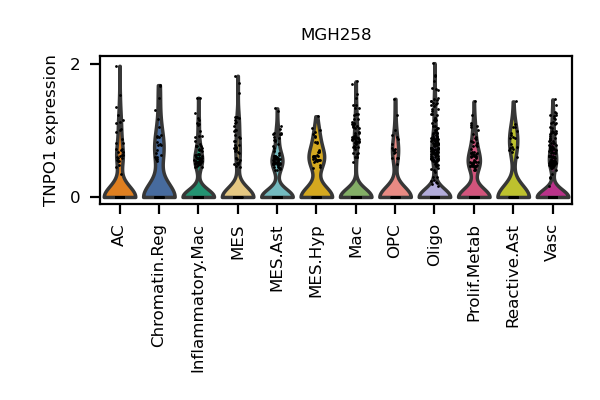 MGH258
TNPO1 expression
2
0
AC
Chromatin.Reg
Inflammatory.Mac
MES
MES.Ast
MES.Hyp
Mac
OPC
Oligo
Prolif.Metab
Reactive.Ast
Vasc